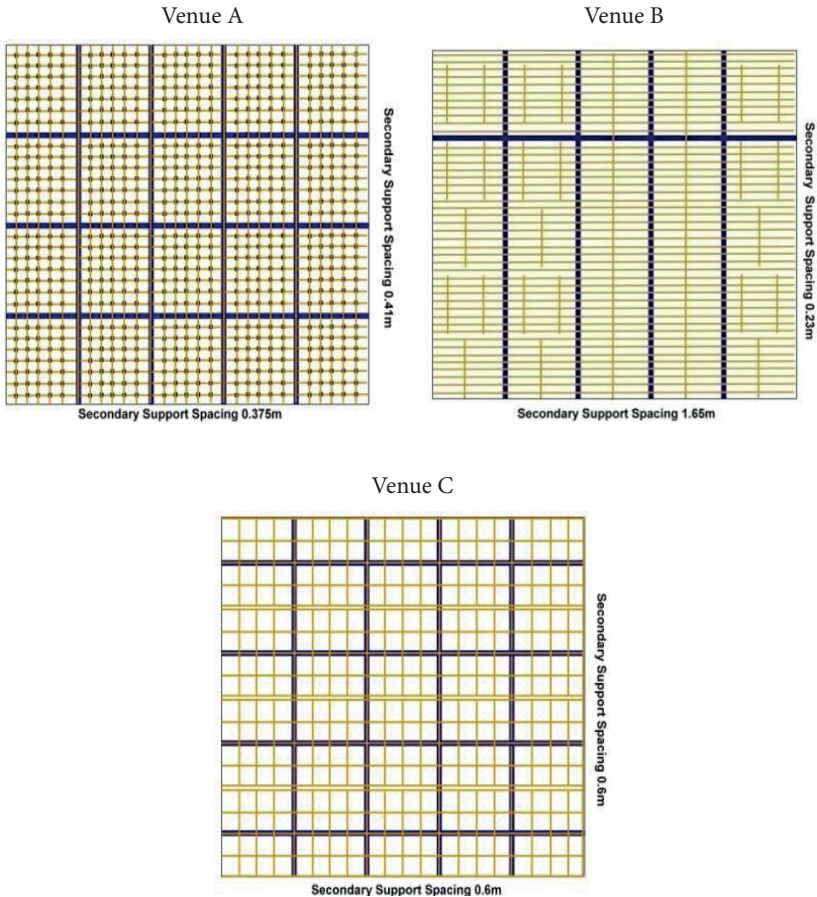 Venue A
Secondary Support Spacing 0.41m
Secondary Support Spacing 0.375m
Venue B
Secondary Support Spacing 0.23m
Secondary Support Spacing 1.65m
Venue C
Secondary Support Spacing 0.6m
Secondary Support Spacing 0.6m